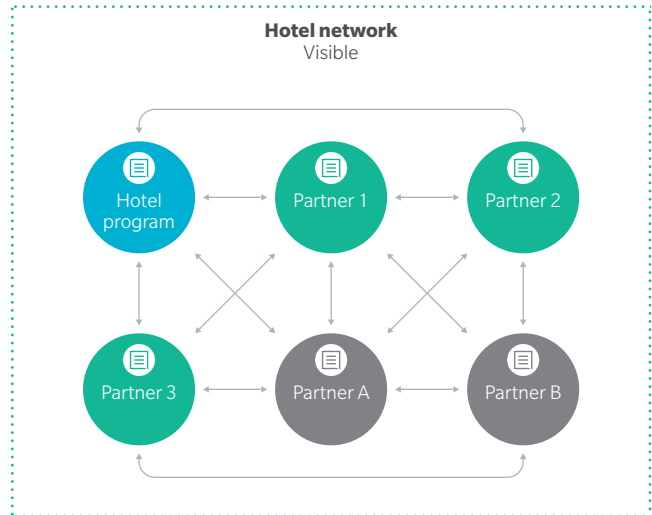 Hotel network
Visible
Hotel
program
Partner 1
Partner 2
Partner 3
Partner A
Partner B